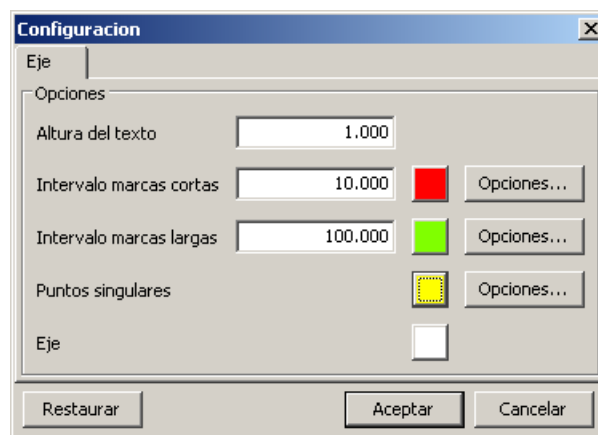 Configuracion
Eje
Opciones
Altura del texto 1.000
Intervalo marcas cortas 10.000 Opciones...
Intervalo marcas largas 100.000 Opciones...
Puntos singulares Opciones...
Eje
Restaurar Aceptar Cancelar